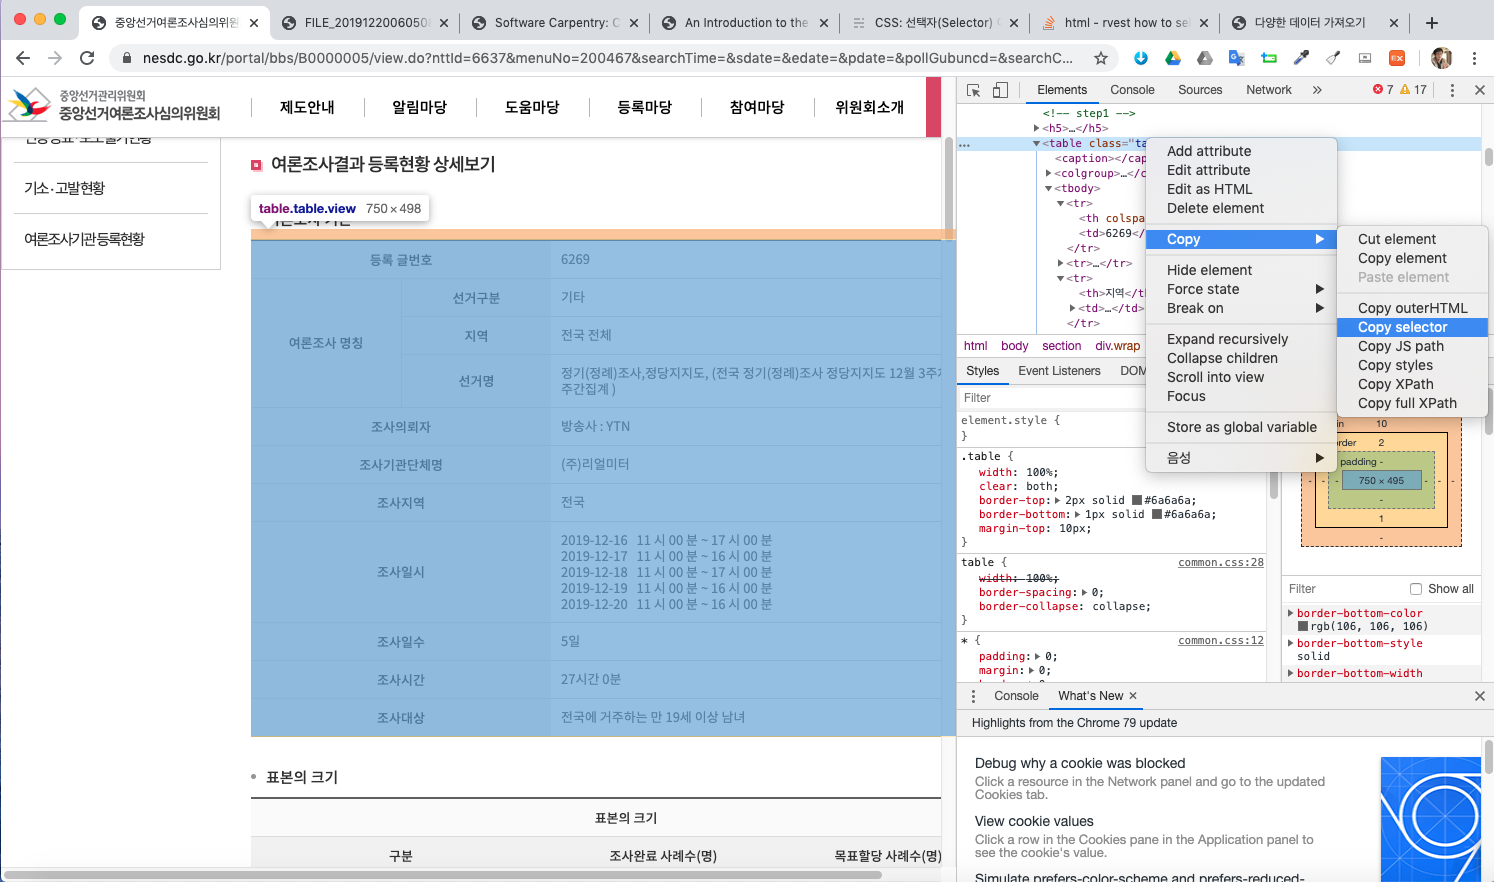 중앙선거여론조사심의위원
FILE_20191220060508
Software Carpentry: C
An Introduction to the
CSS: 선택자(Selector)
html - rvest how to sel
다양한 데이터 가져오기
nesdc.go.kr/portal/bbs/B0000005/view.do?nttId=6637&menuNo=200467&searchTime=&sdate=&edate=&pdate=&pollGubuncd=&searchC...
중앙선거관리위원회
중앙선거여론조사심의위원회
제도안내
알림마당
도움마당
등록마당
참여마당
위원회소개
기소·고발현황
여론조사기관등록현황
여론조사결과 등록현황 상세보기
table.table.view 750 × 498
등록 글번호 6269
여론조사 명칭
선거구분 기타
지역 전국 전체
선거명
정기(정례)조사,정당지지도, (전국 정기(정례)조사 정당지지도 12월 3주차
주간집계 )
조사의뢰자 방송사 : YTN
조사기관단체명 (주)리얼미터
조사지역 전국
조사일시
2019-12-16 11 시 00 분 ~ 17 시 00 분
2019-12-17 11 시 00 분 ~ 16 시 00 분
2019-12-18 11 시 00 분 ~ 17 시 00 분
2019-12-19 11 시 00 분 ~ 16 시 00 분
2019-12-20 11 시 00 분 ~ 16 시 00 분
조사일수 5일
조사시간 27시간 0분
조사대상 전국에 거주하는 만 19세 이상 남녀
표본의 크기
표본의 크기
구분 조사완료 사례수(명) 목표할당 사례수(명)
Elements Console Sources Network » 7 17
<!-- step1 -->
<h5>…</h5>
... <table class="ta
<caption></cap
<colgroup>…</c
<tbody>
<tr>
<th colspa
<td>6269</
</tr>
<tr>…</tr>
<tr>
<th>지역</t
<td>…</td>
</tr>
html body section div.wrap
Styles Event Listeners DOM
Filter
element.style {
}
.table {
width: 100%;
clear: both;
border-top: 2px solid #6a6a6a;
border-bottom: 1px solid #6a6a6a;
margin-top: 10px;
}
table { common.css:28
width: 100%;
border-spacing: 0;
border-collapse: collapse;
}
* { common.css:12
padding: 0;
margin: 0;
Add attribute
Edit attribute
Edit as HTML
Delete element
Copy
Hide element
Force state
Break on
Expand recursively
Collapse children
Scroll into view
Focus
Store as global variable
음성
Cut element
Copy element
Paste element
Copy outerHTML
Copy selector
Copy JS path
Copy styles
Copy XPath
Copy full XPath
in 10
rder 2
padding -
- - - 750 × 495 - - -
-
1
-
Filter Show all
border-bottom-color
rgb(106, 106, 106)
border-bottom-style
solid
border-bottom-width
Console What's New ×
Highlights from the Chrome 79 update
Debug why a cookie was blocked
Click a resource in the Network panel and go to the updated
Cookies tab.
View cookie values
Click a row in the Cookies pane in the Application panel to
see the cookie's value.
Simulate prefers-color-scheme and prefers-reduced-